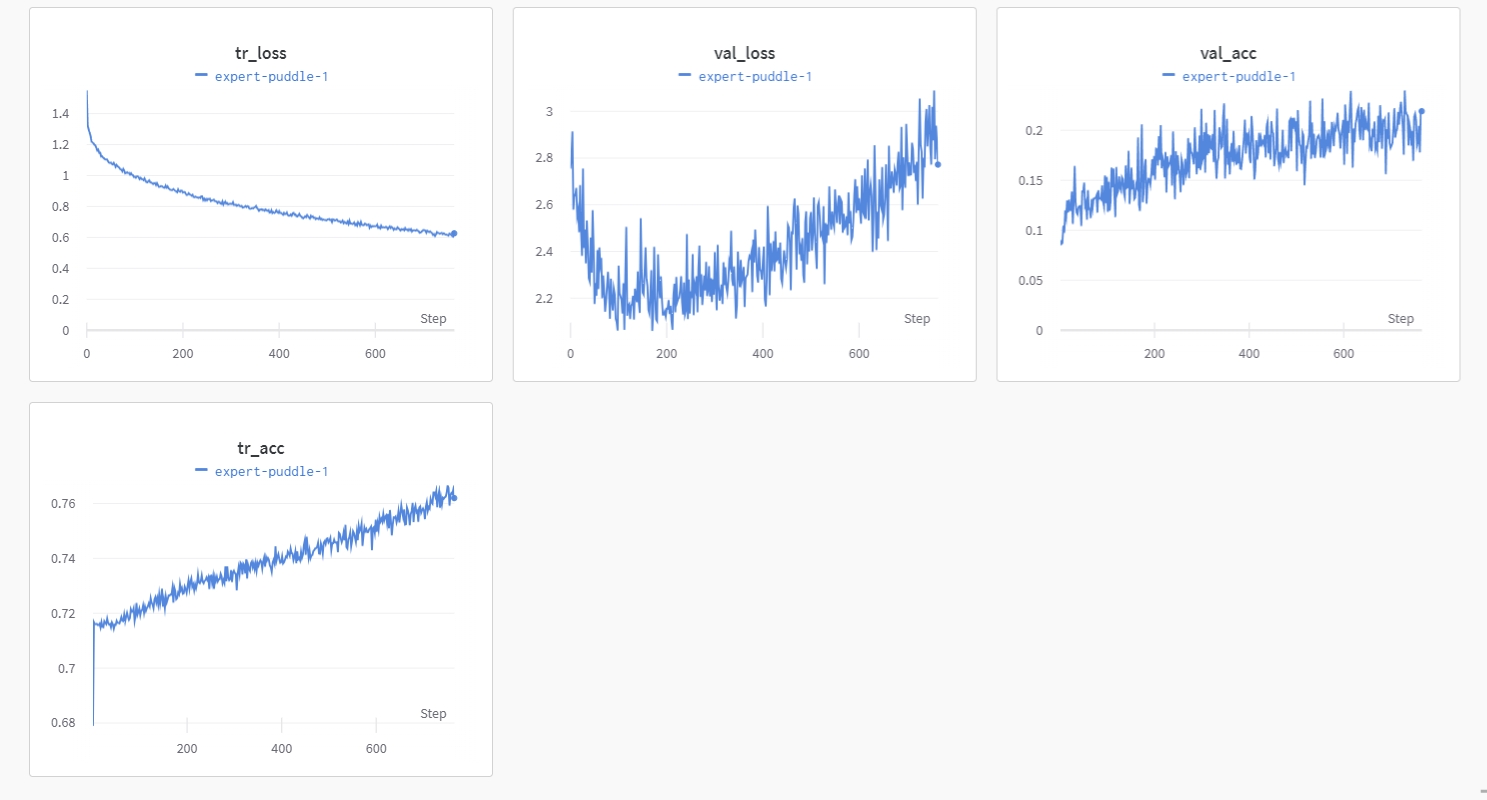 tr_loss
expert-puddle-1
1.4
1.2
1
0.8
0.6
0.4
0.2
0
Step
0 200 400 600
val_loss
expert-puddle-1
3
2.8
2.6
2.4
2.2
Step
0 200 400 600
val_acc
expert-puddle-1
0.2
0.15
0.1
0.05
0
Step
200 400 600
tr_acc
expert-puddle-1
0.76
0.74
0.72
0.7
0.68
Step
200 400 600